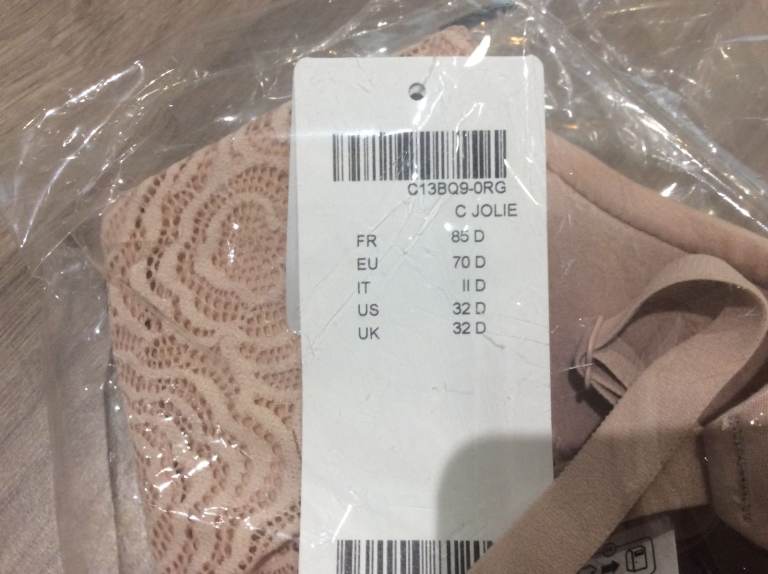 C13BQ9-0RG
C JOLIE
FR 85 D
EU 70 D
IT II D
US 32 D
UK 32 D